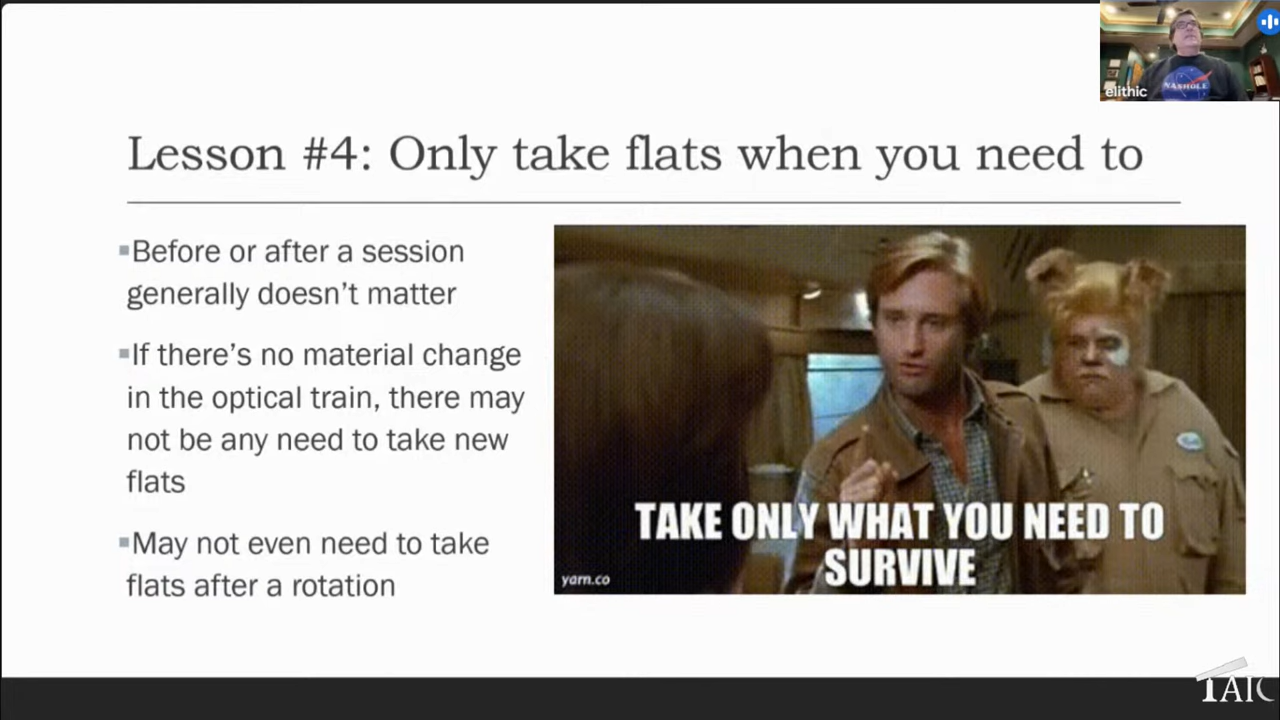 elithic
NASHOLE
Lesson #4: Only take flats when you need to
▪Before or after a session
generally doesn't matter
▪If there's no material change
in the optical train, there may
not be any need to take new
flats
▪May not even need to take
flats after a rotation
TAKE ONLY WHAT YOU NEED TO
SURVIVE
yarn.co
TAIC